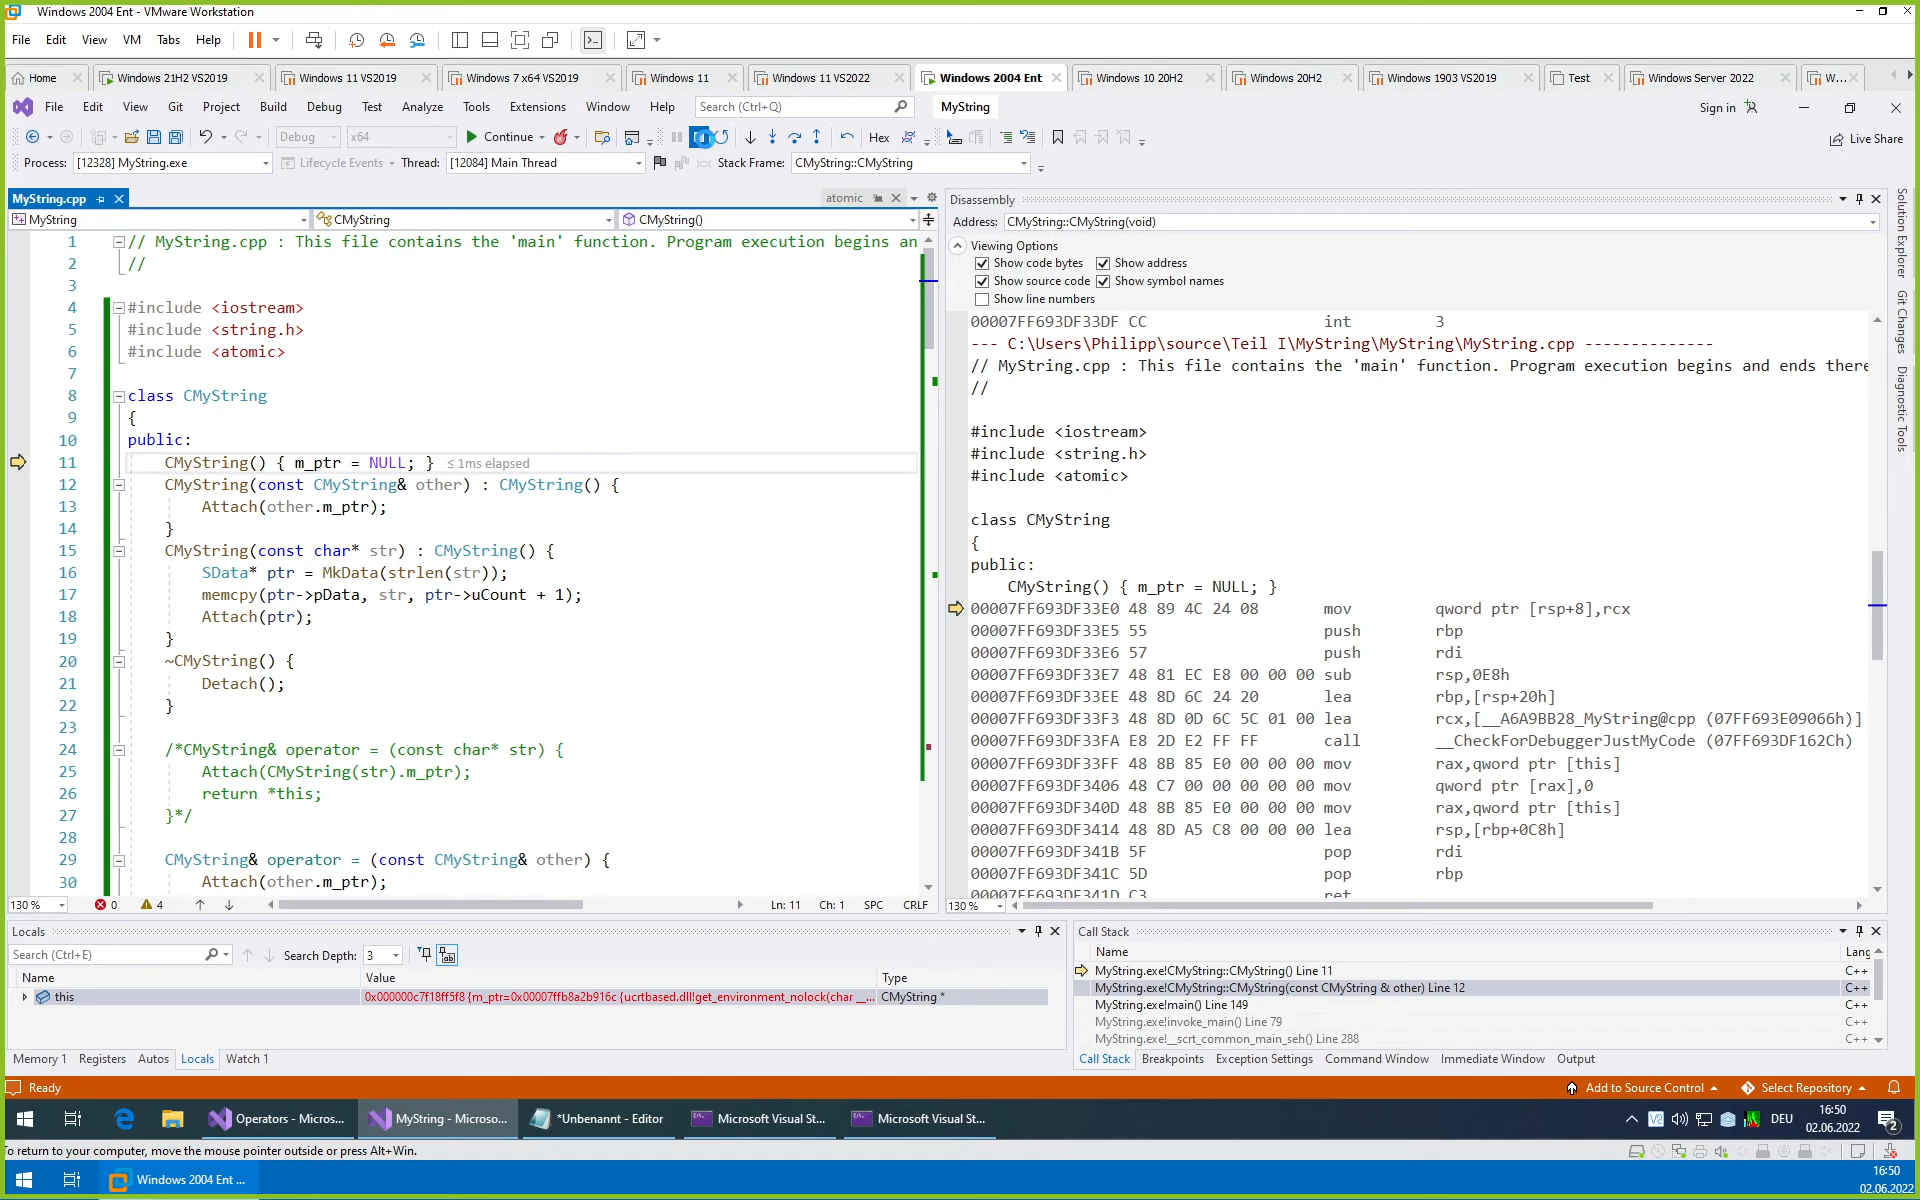 Windows 2004 Ent - VMware Workstation
File Edit View VM Tabs Help
Home Windows 21H2 VS2019 Windows 11 VS2019 Windows 7 x64 VS2019 Windows 11 Windows 11 VS2022 Windows 2004 Ent Windows 10 20H2 Windows 20H2 Windows 1903 VS2019 Test Windows Server 2022 W...
File Edit View Git Project Build Debug Test Analyze Tools Extensions Window Help Search (Ctrl+Q) MyString Sign in
Debug x64 Continue Hex Live Share
Process: [12328] MyString.exe Lifecycle Events Thread: [12084] Main Thread Stack Frame: CMyString::CMyString
MyString.cpp atomic
MyString CMyString CMyString()
1 // MyString.cpp : This file contains the 'main' function. Program execution begins an
2 //
3
4 #include <iostream>
5 #include <string.h>
6 #include <atomic>
7
8 class CMyString
9 {
10 public:
11 CMyString() { m_ptr = NULL; } ≤ 1ms elapsed
12 CMyString(const CMyString& other) : CMyString() {
13 Attach(other.m_ptr);
14 }
15 CMyString(const char* str) : CMyString() {
16 SData* ptr = MkData(strlen(str));
17 memcpy(ptr->pData, str, ptr->uCount + 1);
18 Attach(ptr);
19 }
20 ~CMyString() {
21 Detach();
22 }
23
24 /*CMyString& operator = (const char* str) {
25 Attach(CMyString(str).m_ptr);
26 return *this;
27 }*/
28
29 CMyString& operator = (const CMyString& other) {
30 Attach(other.m_ptr);
130 % 0 4 Ln: 11 Ch: 1 SPC CRLF
Disassembly
Address: CMyString::CMyString(void)
Viewing Options
Show code bytes Show address
Show source code Show symbol names
Show line numbers
00007FF693DF33DF CC int 3
--- C:\Users\Philipp\source\Teil I\MyString\MyString\MyString.cpp --------------
// MyString.cpp : This file contains the 'main' function. Program execution begins and ends there
//
#include <iostream>
#include <string.h>
#include <atomic>
class CMyString
{
public:
CMyString() { m_ptr = NULL; }
00007FF693DF33E0 48 89 4C 24 08 mov qword ptr [rsp+8],rcx
00007FF693DF33E5 55 push rbp
00007FF693DF33E6 57 push rdi
00007FF693DF33E7 48 81 EC E8 00 00 00 sub rsp,0E8h
00007FF693DF33EE 48 8D 6C 24 20 lea rbp,[rsp+20h]
00007FF693DF33F3 48 8D 0D 6C 5C 01 00 lea rcx,[__A6A9BB28_MyString@cpp (07FF693E09066h)]
00007FF693DF33FA E8 2D E2 FF FF call __CheckForDebuggerJustMyCode (07FF693DF162Ch)
00007FF693DF33FF 48 8B 85 E0 00 00 00 mov rax,qword ptr [this]
00007FF693DF3406 48 C7 00 00 00 00 00 mov qword ptr [rax],0
00007FF693DF340D 48 8B 85 E0 00 00 00 mov rax,qword ptr [this]
00007FF693DF3414 48 8D A5 C8 00 00 00 lea rsp,[rbp+0C8h]
00007FF693DF341B 5F pop rdi
00007FF693DF341C 5D pop rbp
00007FF693DF341D C3 ret
130 %
Solution Explorer
Git Changes
Diagnostic Tools
Locals
Search (Ctrl+E) Search Depth: 3
Name Value Type
this 0x000000c7f18ff5f8 {m_ptr=0x00007ffb8a2b916c {ucrtbased.dll!get_environment_nolock(char __... CMyString *
Memory 1 Registers Autos Locals Watch 1
Call Stack
Name Lang
MyString.exe!CMyString::CMyString() Line 11 C++
MyString.exe!CMyString::CMyString(const CMyString & other) Line 12 C++
MyString.exe!main() Line 149 C++
MyString.exe!invoke_main() Line 79 C++
MyString.exe!__scrt_common_main_seh() Line 288 C++
Call Stack Breakpoints Exception Settings Command Window Immediate Window Output
Ready Add to Source Control Select Repository
Operators - Micros... MyString - Microso... *Unbenannt - Editor Microsoft Visual St... Microsoft Visual St... DEU 16:50
02.06.2022 2
To return to your computer, move the mouse pointer outside or press Alt+Win.
Windows 2004 Ent ... 16:50
02.06.2022